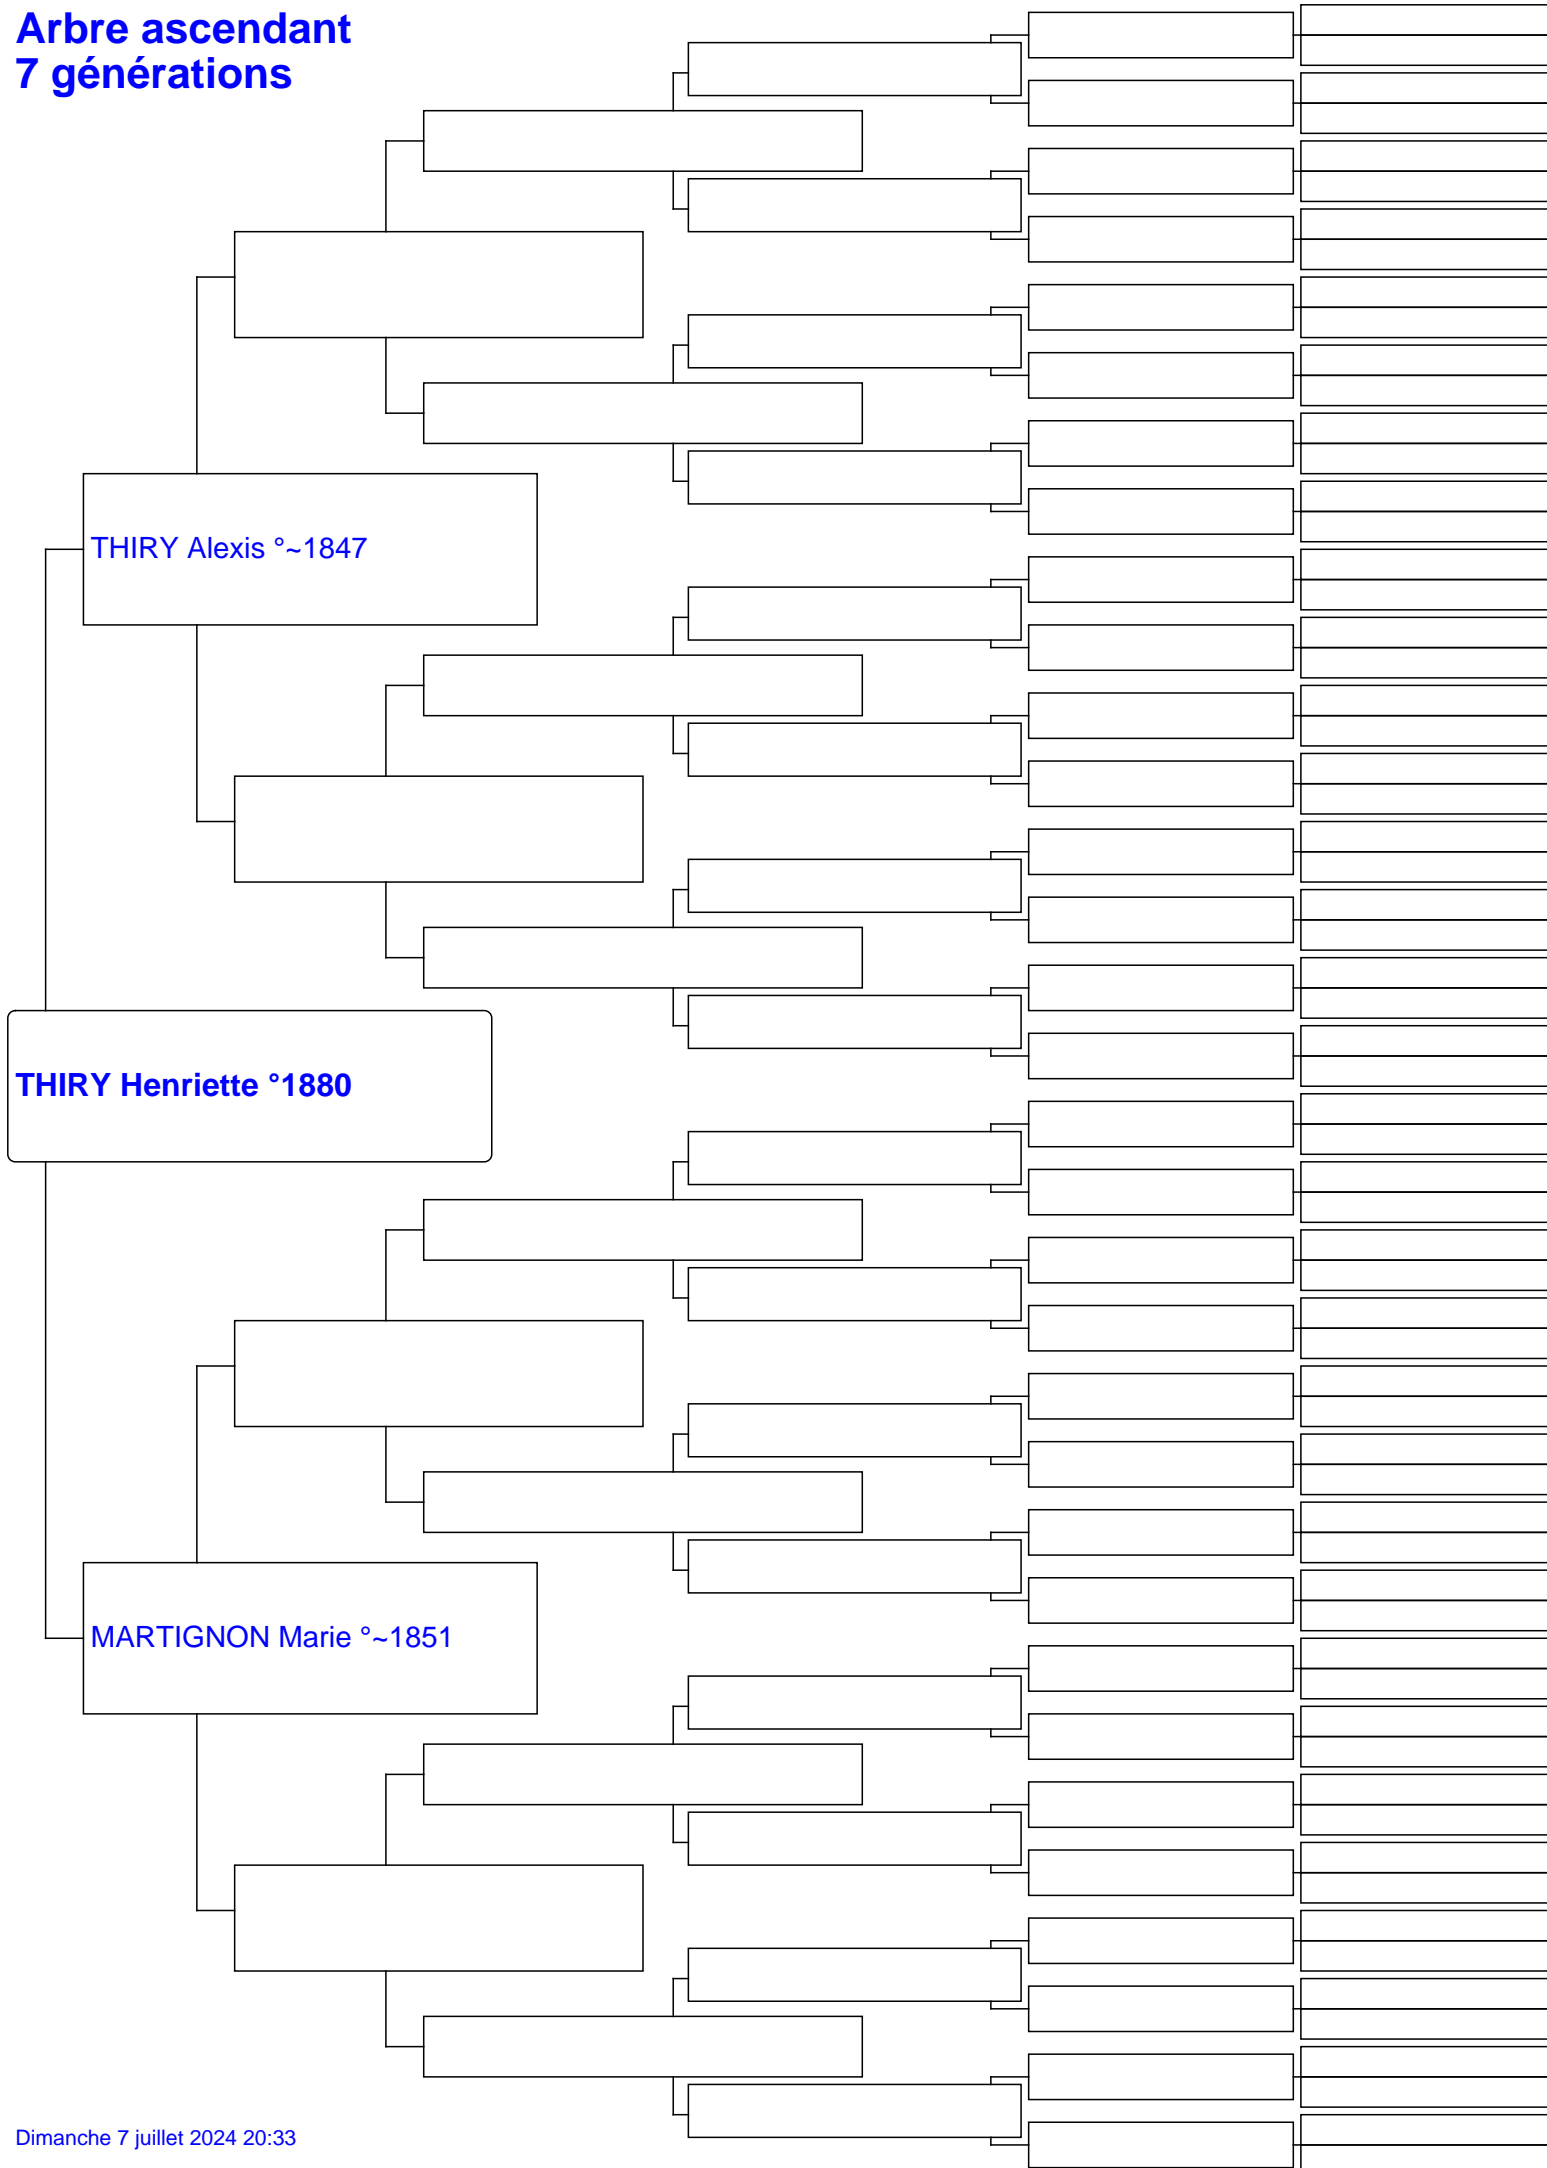 Arbre ascendant
7 générations
THIRY Alexis °~1847
THIRY Henriette °1880
MARTIGNON Marie °~1851
Dimanche 7 juillet 2024 20:33